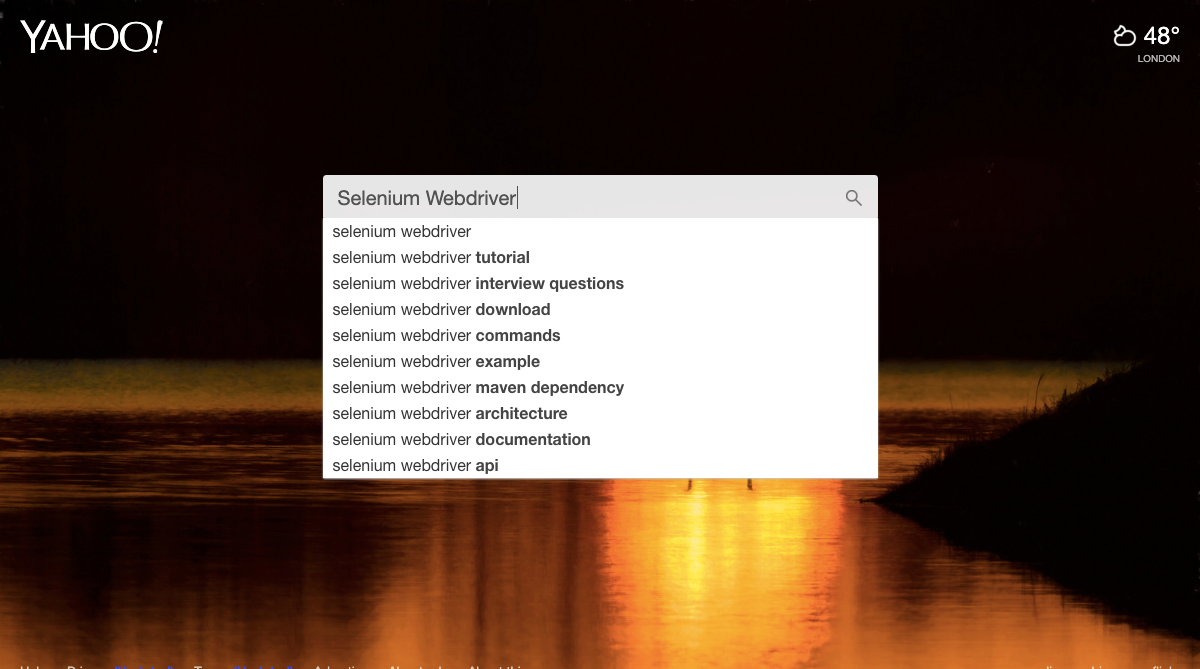 YAHOO!
48°
LONDON
Selenium Webdriver
selenium webdriver
selenium webdriver tutorial
selenium webdriver interview questions
selenium webdriver download
selenium webdriver commands
selenium webdriver example
selenium webdriver maven dependency
selenium webdriver architecture
selenium webdriver documentation
selenium webdriver api